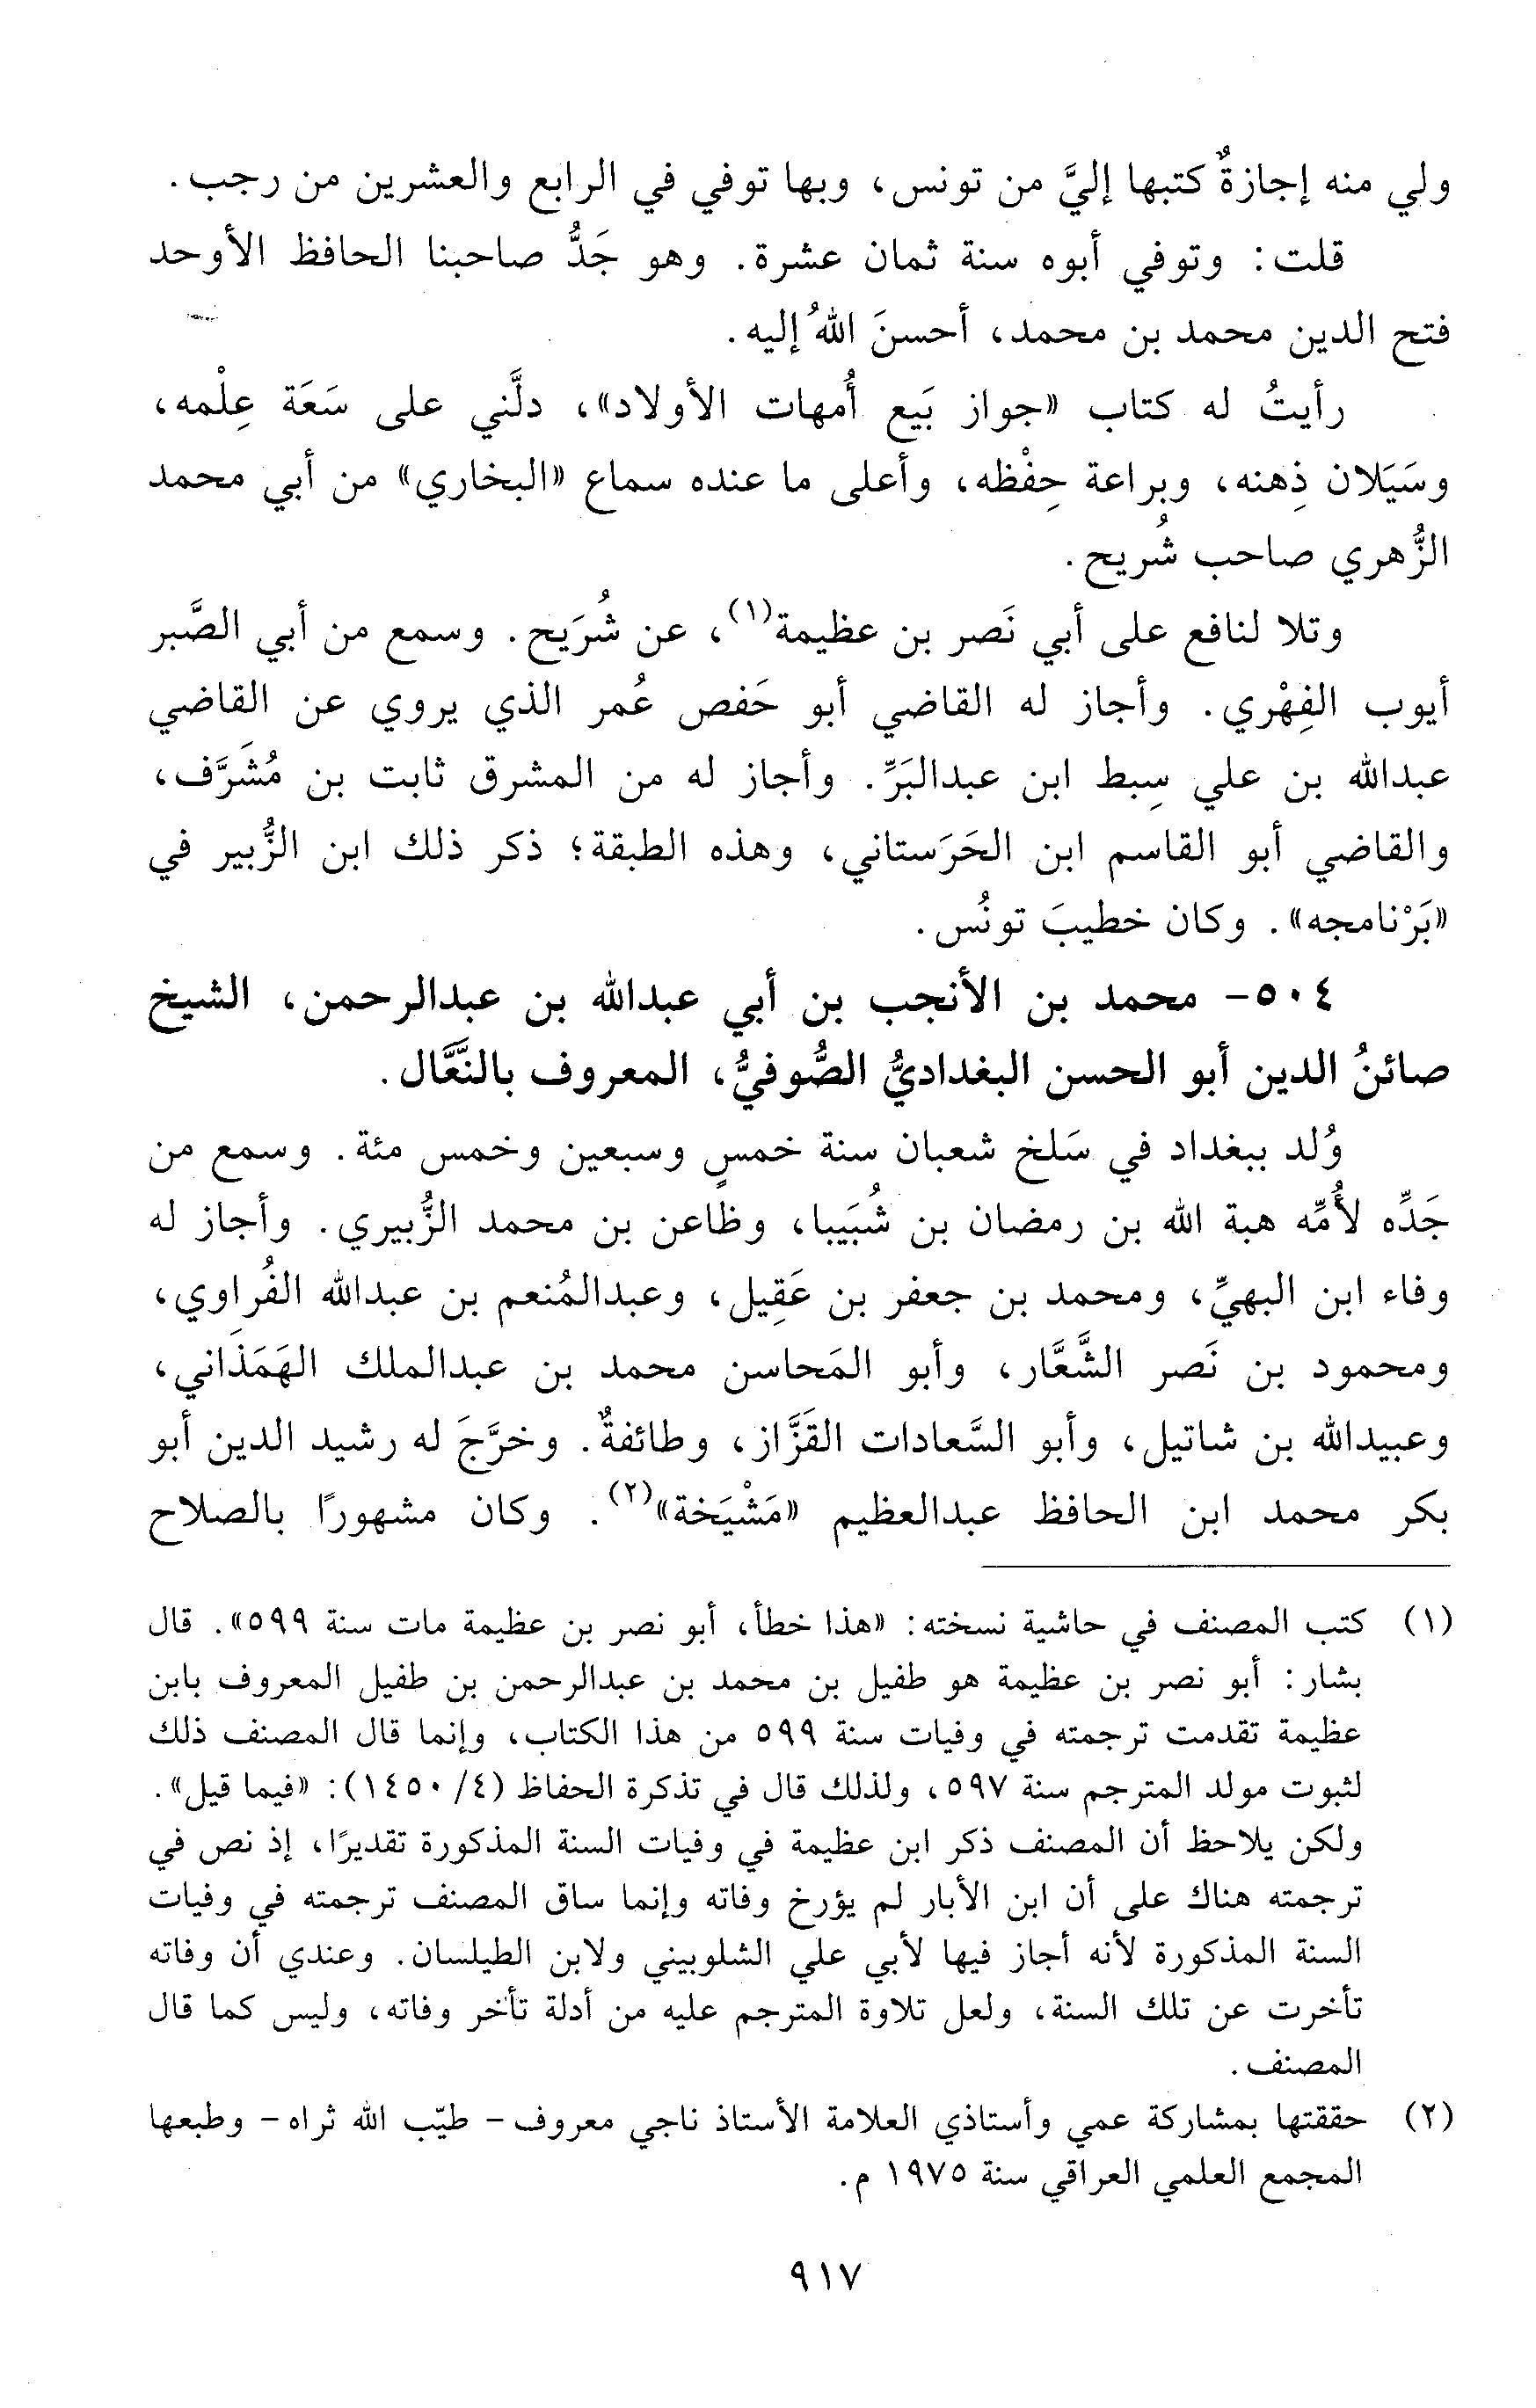 ولي منه إجازةٌ كتبها إليَّ من تونس، وبها توفي في الرابع والعشرين من رجب.
قلت: وتوفي أبوه سنة ثمان عشرة. وهو جَدُّ صاحبنا الحافظ الأوحد
فتح الدين محمد بن محمد، أحسنَ اللهُ إليه.
رأيتُ له كتاب «جواز بَيع أُمهات الأولاد»، دلَّني على سَعَة عِلْمه،
وسَيَلان ذِهنه، وبراعة حِفْظه، وأعلى ما عنده سماع «البخاري» من أبي محمد
الزُّهري صاحب شُريح.
وتلا لنافع على أبي نَصر بن عظيمة(١)، عن شُرَيح. وسمع من أبي الصَّبر
أيوب الفِهْري. وأجاز له القاضي أبو حَفص عُمر الذي يروي عن القاضي
عبدالله بن علي سِبط ابن عبدالبَرِّ. وأجاز له من المشرق ثابت بن مُشَرَّف،
والقاضي أبو القاسم ابن الحَرَستاني، وهذه الطبقة؛ ذكر ذلك ابن الزُّبير في
«بَرْنامجه». وكان خطيبَ تونُس.
٥٠٤- محمد بن الأنجب بن أبي عبدالله بن عبدالرحمن، الشيخ
صائنُ الدين أبو الحسن البغداديُّ الصُّوفيُّ، المعروف بالنَّعَّال.
وُلد ببغداد في سَلخ شعبان سنة خمسٍ وسبعين وخمس مئة. وسمع من
جَدِّه لأُمِّه هبة الله بن رمضان بن شُبَيبا، وظاعن بن محمد الزُّبيري. وأجاز له
وفاء ابن البهيِّ، ومحمد بن جعفر بن عَقِيل، وعبدالمُنعم بن عبدالله الفُراوي،
ومحمود بن نَصر الشَّعَّار، وأبو المَحاسن محمد بن عبدالملك الهَمَذَاني،
وعبيدالله بن شاتيل، وأبو السَّعادات القَزَّاز، وطائفةٌ. وخرَّجَ له رشيد الدين أبو
بكر محمد ابن الحافظ عبدالعظيم «مَشْيَخة»(٢). وكان مشهورًا بالصلاح
(١) كتب المصنف في حاشية نسخته: «هذا خطأ، أبو نصر بن عظيمة مات سنة ٥٩٩». قال
بشار: أبو نصر بن عظيمة هو طفيل بن محمد بن عبدالرحمن بن طفيل المعروف بابن
عظيمة تقدمت ترجمته في وفيات سنة ٥٩٩ من هذا الكتاب، وإنما قال المصنف ذلك
لثبوت مولد المترجم سنة ٥٩٧، ولذلك قال في تذكرة الحفاظ (٤/ ١٤٥٠): «فيما قيل».
ولكن يلاحظ أن المصنف ذكر ابن عظيمة في وفيات السنة المذكورة تقديرًا، إذ نص في
ترجمته هناك على أن ابن الأبار لم يؤرخ وفاته وإنما ساق المصنف ترجمته في وفيات
السنة المذكورة لأنه أجاز فيها لأبي علي الشلوبيني ولابن الطيلسان. وعندي أن وفاته
تأخرت عن تلك السنة، ولعل تلاوة المترجم عليه من أدلة تأخر وفاته، وليس كما قال
المصنف.
(٢) حققتها بمشاركة عمي وأستاذي العلامة الأستاذ ناجي معروف - طيّب الله ثراه - وطبعها
المجمع العلمي العراقي سنة ١٩٧٥ م.
٩١٧